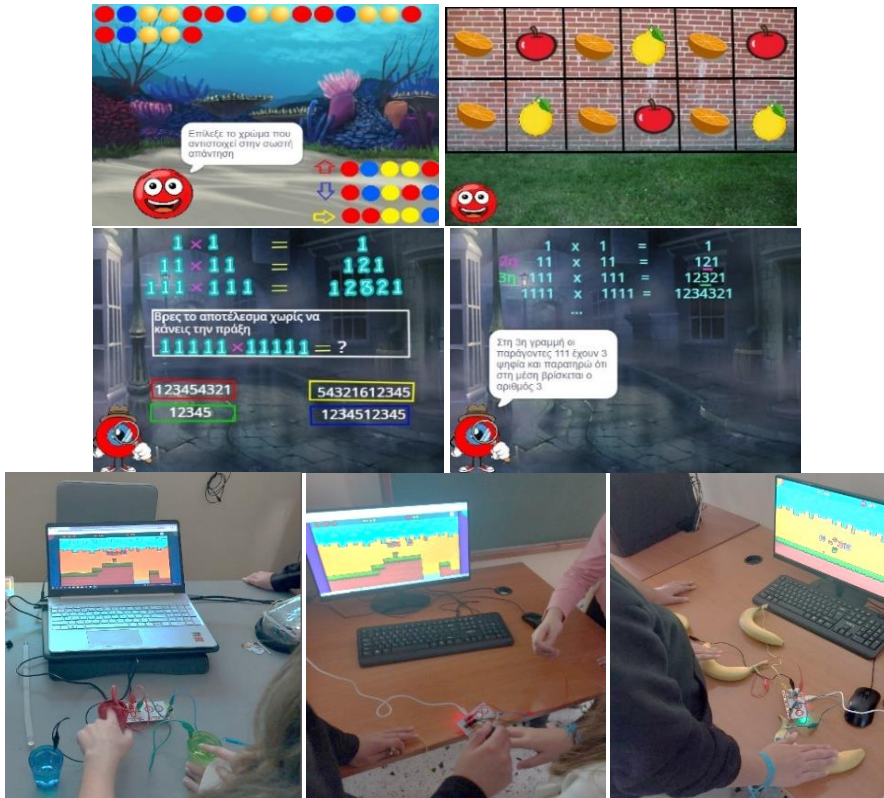 Επίλεξε το χρώμα που
αντιστοιχεί στην σωστή
απάντηση
1 × 1 = 1
11 × 11 = 121
111 × 111 = 12321
Βρες το αποτέλεσμα χωρίς να
κάνεις την πράξη
11111 × 11111 = ?
123454321
54321612345
12345
1234512345
1 x 1 = 1
2η 11 x 11 = 121
3η 111 x 111 = 12321
1111 x 1111 = 1234321
...
Στη 3η γραμμή οι
παράγοντες 111 έχουν 3
ψηφία και παρατηρώ ότι
στη μέση βρίσκεται ο
αριθμός 3